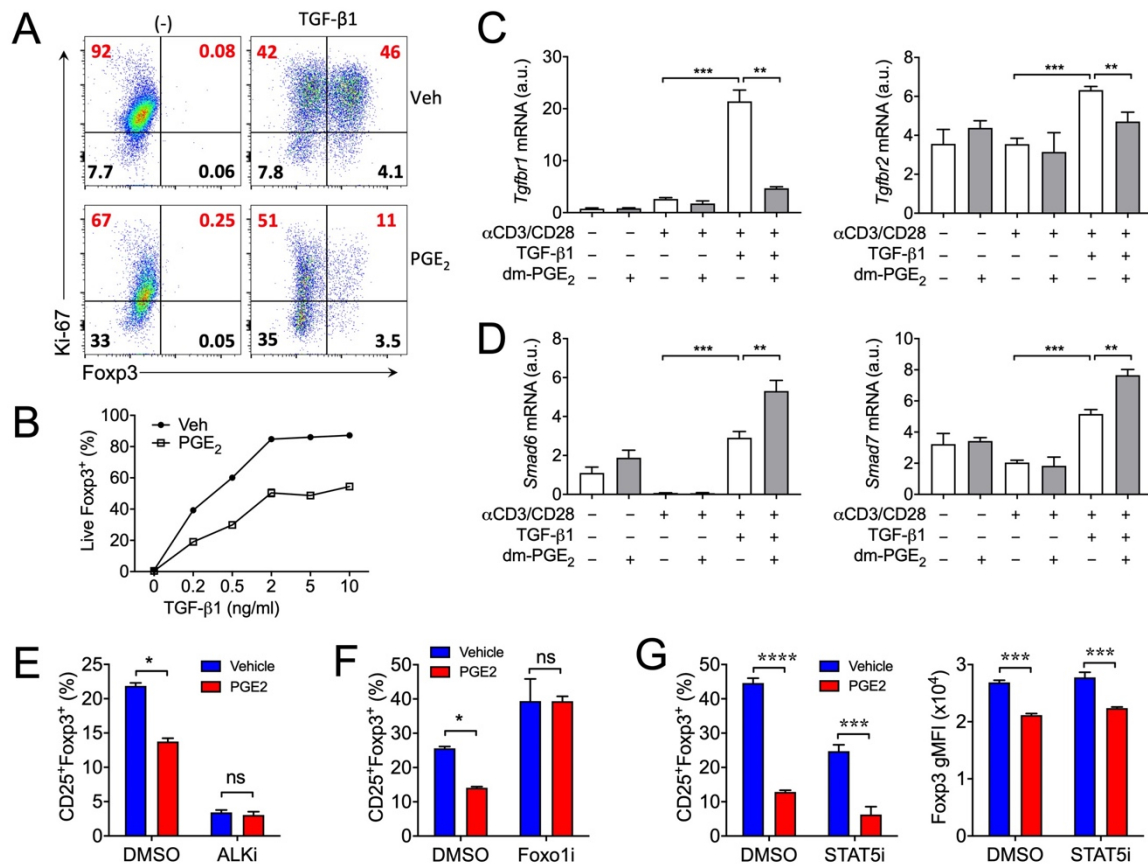 A
(-)
TGF-β1
92
0.08
42
46
Veh
7.7
0.06
7.8
4.1
67
0.25
51
11
PGE2
33
0.05
35
3.5
Ki-67
Foxp3
B
Live Foxp3+ (%)
100
80
60
40
20
0
Veh
PGE2
0
0.2
0.5
2
5
10
TGF-β1 (ng/ml)
C
Tgfbr1 mRNA (a.u.)
30
20
10
0
***
**
αCD3/CD28 – – + + + +
TGF-β1 – – – – + +
dm-PGE2 – + – + – +
Tgfbr2 mRNA (a.u.)
8
6
4
2
0
***
**
αCD3/CD28 – – + + + +
TGF-β1 – – – – + +
dm-PGE2 – + – + – +
D
Smad6 mRNA (a.u.)
8
6
4
2
0
***
**
αCD3/CD28 – – + + + +
TGF-β1 – – – – + +
dm-PGE2 – + – + – +
Smad7 mRNA (a.u.)
10
8
6
4
2
0
***
**
αCD3/CD28 – – + + + +
TGF-β1 – – – – + +
dm-PGE2 – + – + – +
E
CD25+Foxp3+ (%)
25
20
15
10
5
0
*
ns
Vehicle
PGE2
DMSO
ALKi
F
CD25+Foxp3+ (%)
50
40
30
20
10
0
Vehicle
PGE2
*
ns
DMSO
Foxo1i
G
CD25+Foxp3+ (%)
50
40
30
20
10
0
****
***
Vehicle
PGE2
DMSO
STAT5i
Foxp3 gMFI (x10⁴)
3
2
1
0
***
***
DMSO
STAT5i